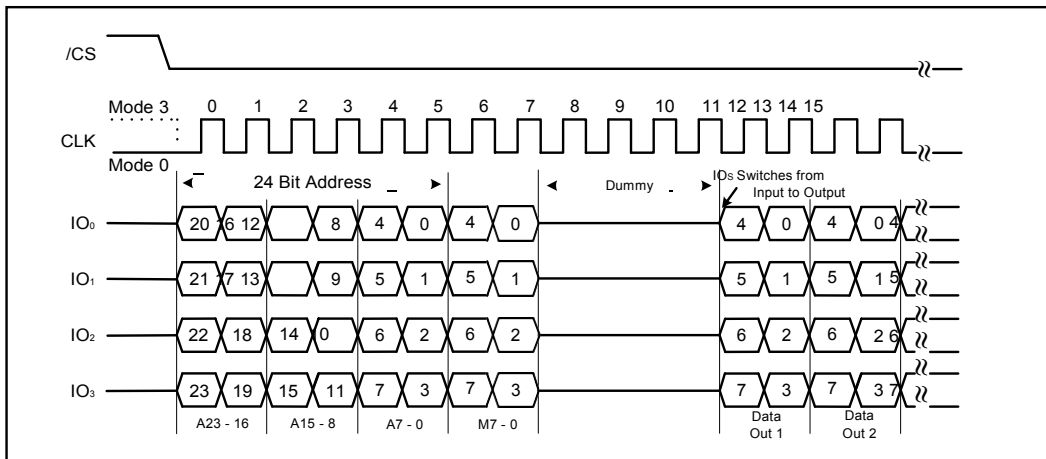 /CS
Mode 3 0 1 2 3 4 5 6 7 8 9 10 11 12 13 14 15
CLK
Mode 0
24 Bit Address
Dummy
IOs Switches from
Input to Output
IO0 20 16 12 8 4 0 4 0 4 0 4 0 4
IO1 21 17 13 9 5 1 5 1 5 1 5 1 5
IO2 22 18 14 0 6 2 6 2 6 2 6 2 6
IO3 23 19 15 11 7 3 7 3 7 3 7 3 7
A23 - 16 A15 - 8 A7 - 0 M7 - 0
Data
Out 1
Data
Out 2